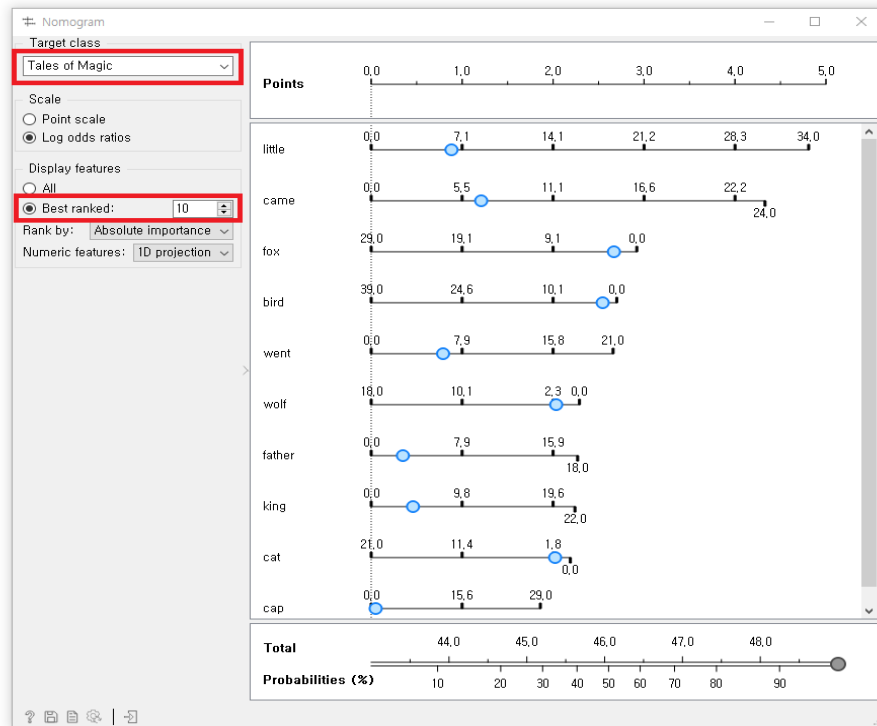 Nomogram
Target class
Tales of Magic
Scale
Point scale
Log odds ratios
Display features
All
Best ranked: 10
Rank by: Absolute importance
Numeric features: 1D projection
Points 0,0 1,0 2,0 3,0 4,0 5,0
little 0,0 7,1 14,1 21,2 28,3 34,0
came 0,0 5,5 11,1 16,6 22,2 24,0
fox 29,0 19,1 9,1 0,0
bird 39,0 24,6 10,1 0,0
went 0,0 7,9 15,8 21,0
wolf 18,0 10,1 2,3 0,0
father 0,0 7,9 15,9 18,0
king 0,0 9,8 19,6 22,0
cat 21,0 11,4 1,8 0,0
cap 0,0 15,6 29,0
Total 44,0 45,0 46,0 47,0 48,0
Probabilities (%) 10 20 30 40 50 60 70 80 90